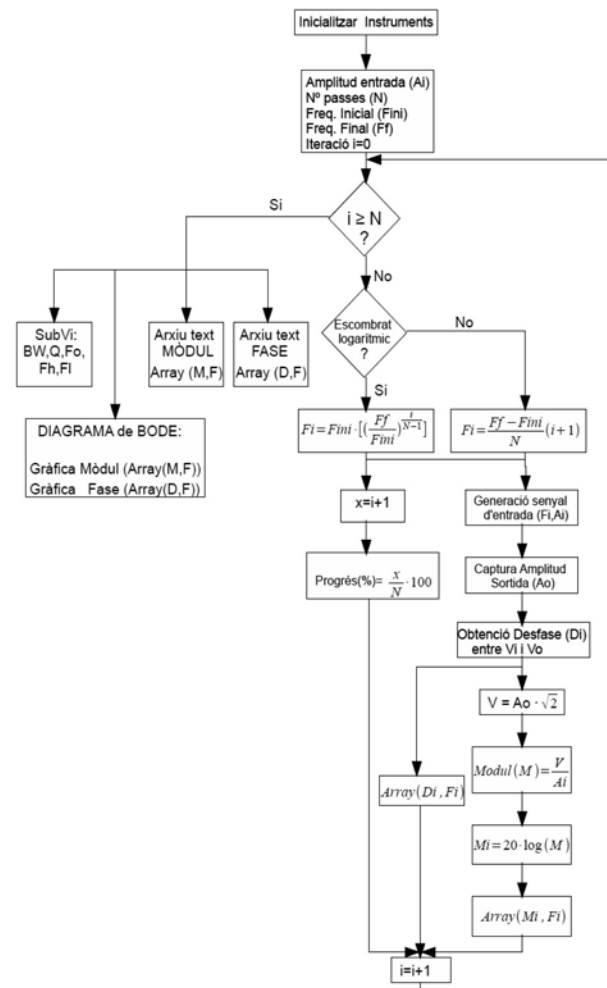 Inicialitzar Instruments
Amplitud entrada (Ai)
Nº passes (N)
Freq. Inicial (Fini)
Freq. Final (Ff)
Iteració i=0
Si
i ≥ N
?
No
SubVi:
BW,Q,Fo,
Fh,Fl
Arxiu text
MÒDUL
Array (M,F)
Arxiu text
FASE
Array (D,F)
Escombrat
logarítmic
?
No
Si
DIAGRAMA de BODE:
Gràfica Mòdul (Array(M,F))
Gràfica Fase (Array(D,F))
Fi=Fini·[(Ff/Fini)^(i/(N−1))]
Fi=(Ff−Fini)/N (i+1)
x=i+1
Generació senyal
d'entrada (Fi,Ai)
Progrés(%)= x/N ·100
Captura Amplitud
Sortida (Ao)
Obtenció Desfase (Di)
entre Vi i Vo
V = Ao · √2
Array(Di,Fi)
Modul(M)=V/Ai
Mi=20·log(M)
Array(Mi,Fi)
i=i+1